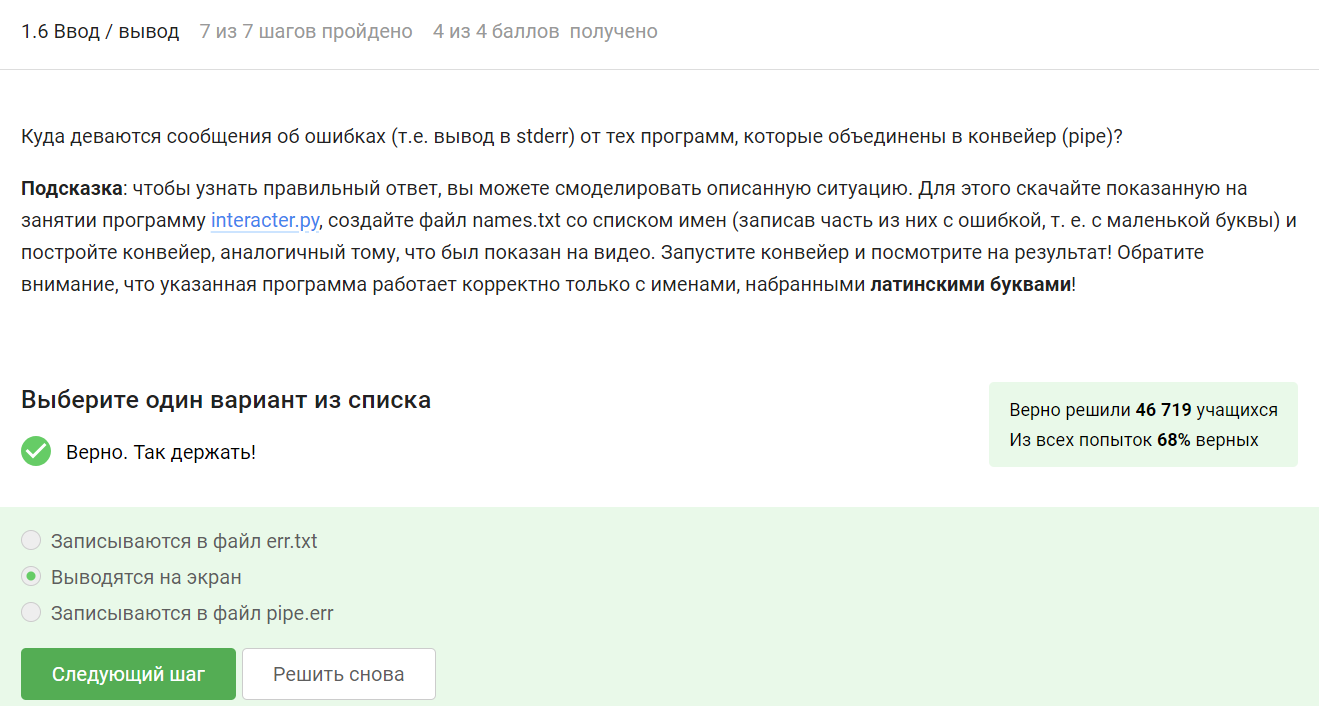 1.6 Ввод / вывод 7 из 7 шагов пройдено 4 из 4 баллов получено
Куда деваются сообщения об ошибках (т.е. вывод в stderr) от тех программ, которые объединены в конвейер (pipe)?
Подсказка: чтобы узнать правильный ответ, вы можете смоделировать описанную ситуацию. Для этого скачайте показанную на
занятии программу interacter.py, создайте файл names.txt со списком имен (записав часть из них с ошибкой, т. е. с маленькой буквы) и
постройте конвейер, аналогичный тому, что был показан на видео. Запустите конвейер и посмотрите на результат! Обратите
внимание, что указанная программа работает корректно только с именами, набранными латинскими буквами!
Выберите один вариант из списка
Верно. Так держать!
Верно решили 46 719 учащихся
Из всех попыток 68% верных
Записываются в файл err.txt
Выводятся на экран
Записываются в файл pipe.err
Следующий шаг Решить снова